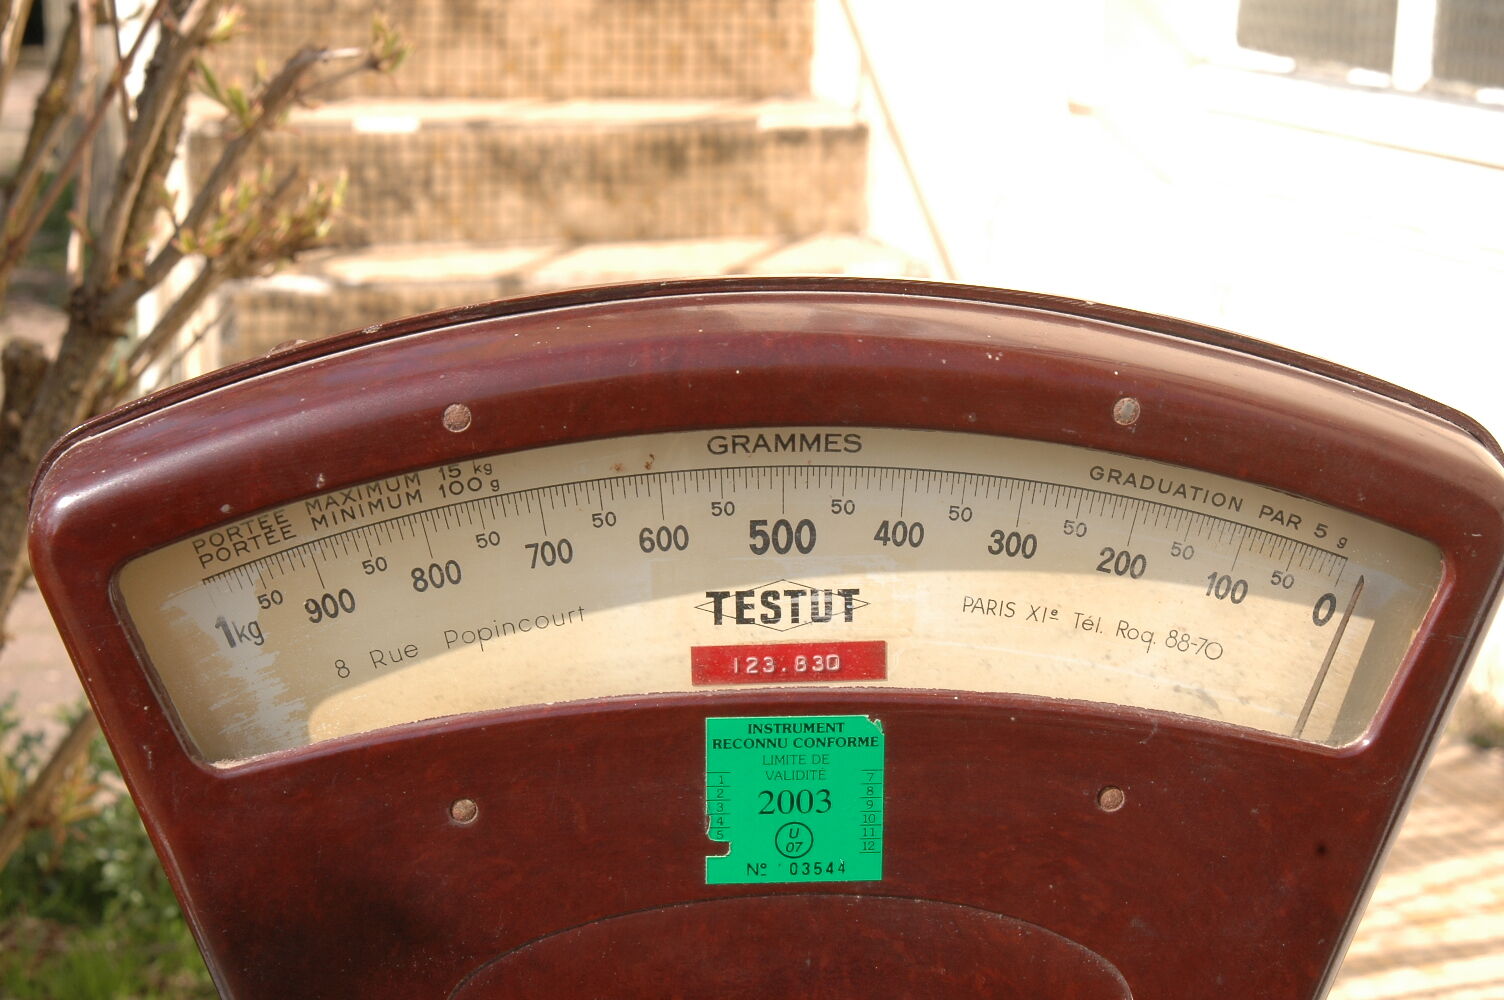 GRAMMES
PORTÉE MAXIMUM 15 kg
PORTÉE MINIMUM 100 g
GRADUATION PAR 5 g
1kg 50 900 50 800 50 700 50 600 50 500 50 400 50 300 50 200 50 100 50 0
TESTUT
8 Rue Popincourt
PARIS XIe Tél. Roq. 88-70
123.830
INSTRUMENT
RECONNU CONFORME
LIMITE DE
VALIDITÉ
2003
1 7
2 8
3 9
4 10
5 11
12
U
07
Nº 03544